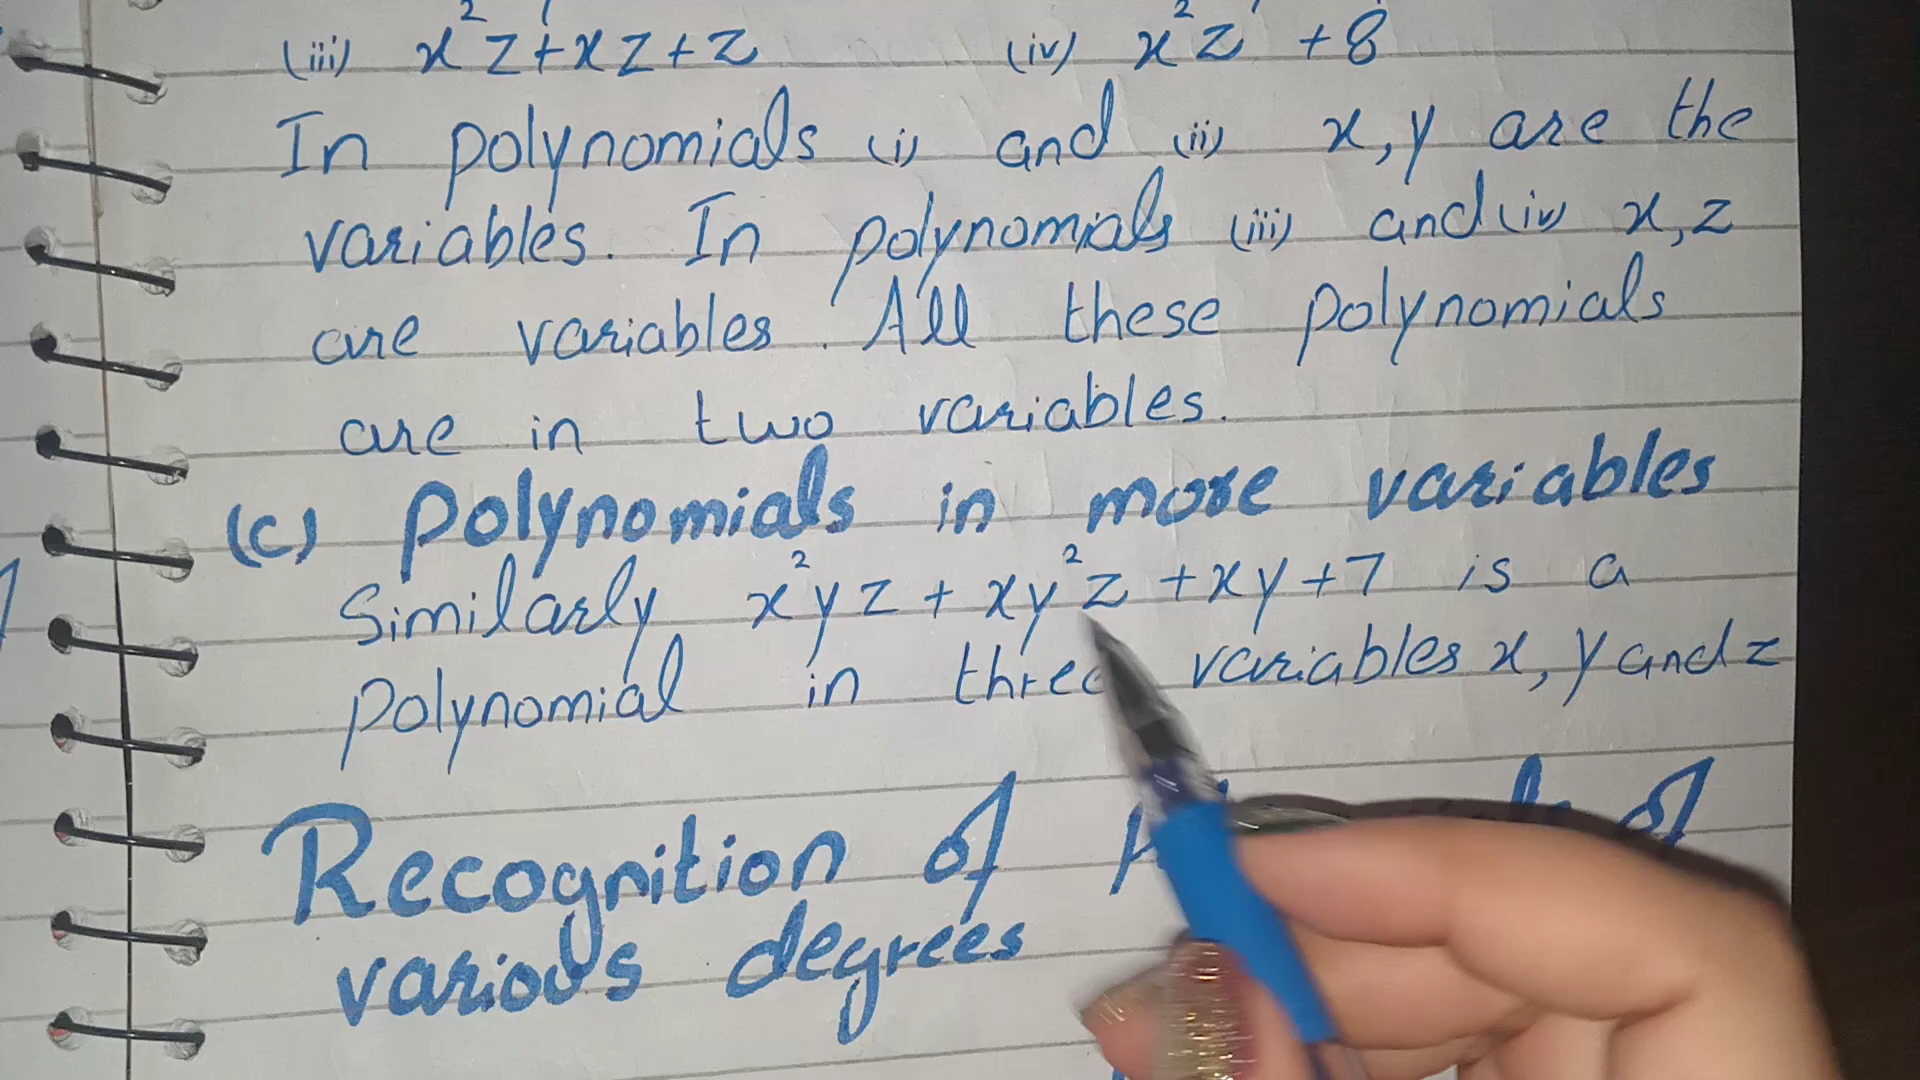 (iii) x²z+xz+z (iv) x²z +8
In polynomials (i) and (ii) x,y are the
variables. In polynomials (iii) and (iv x,z
are variables. All these polynomials
are in two variables.
(c) Polynomials in more variables
Similarly x²yz + xy²z +xy+7 is a
polynomial in three variables x, y and z
Recognition of of
various degrees